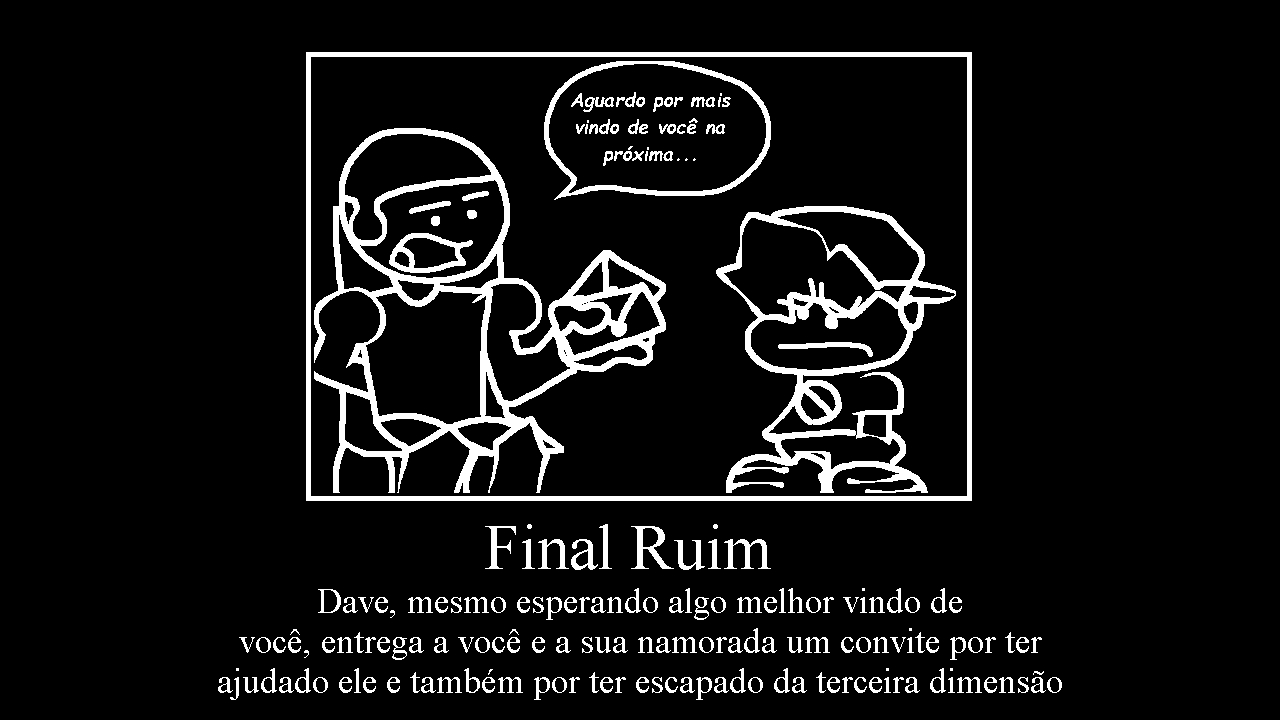 Aguardo por mais
vindo de você na
próxima...
Final Ruim
Dave, mesmo esperando algo melhor vindo de
você, entrega a você e a sua namorada um convite por ter
ajudado ele e também por ter escapado da terceira dimensão